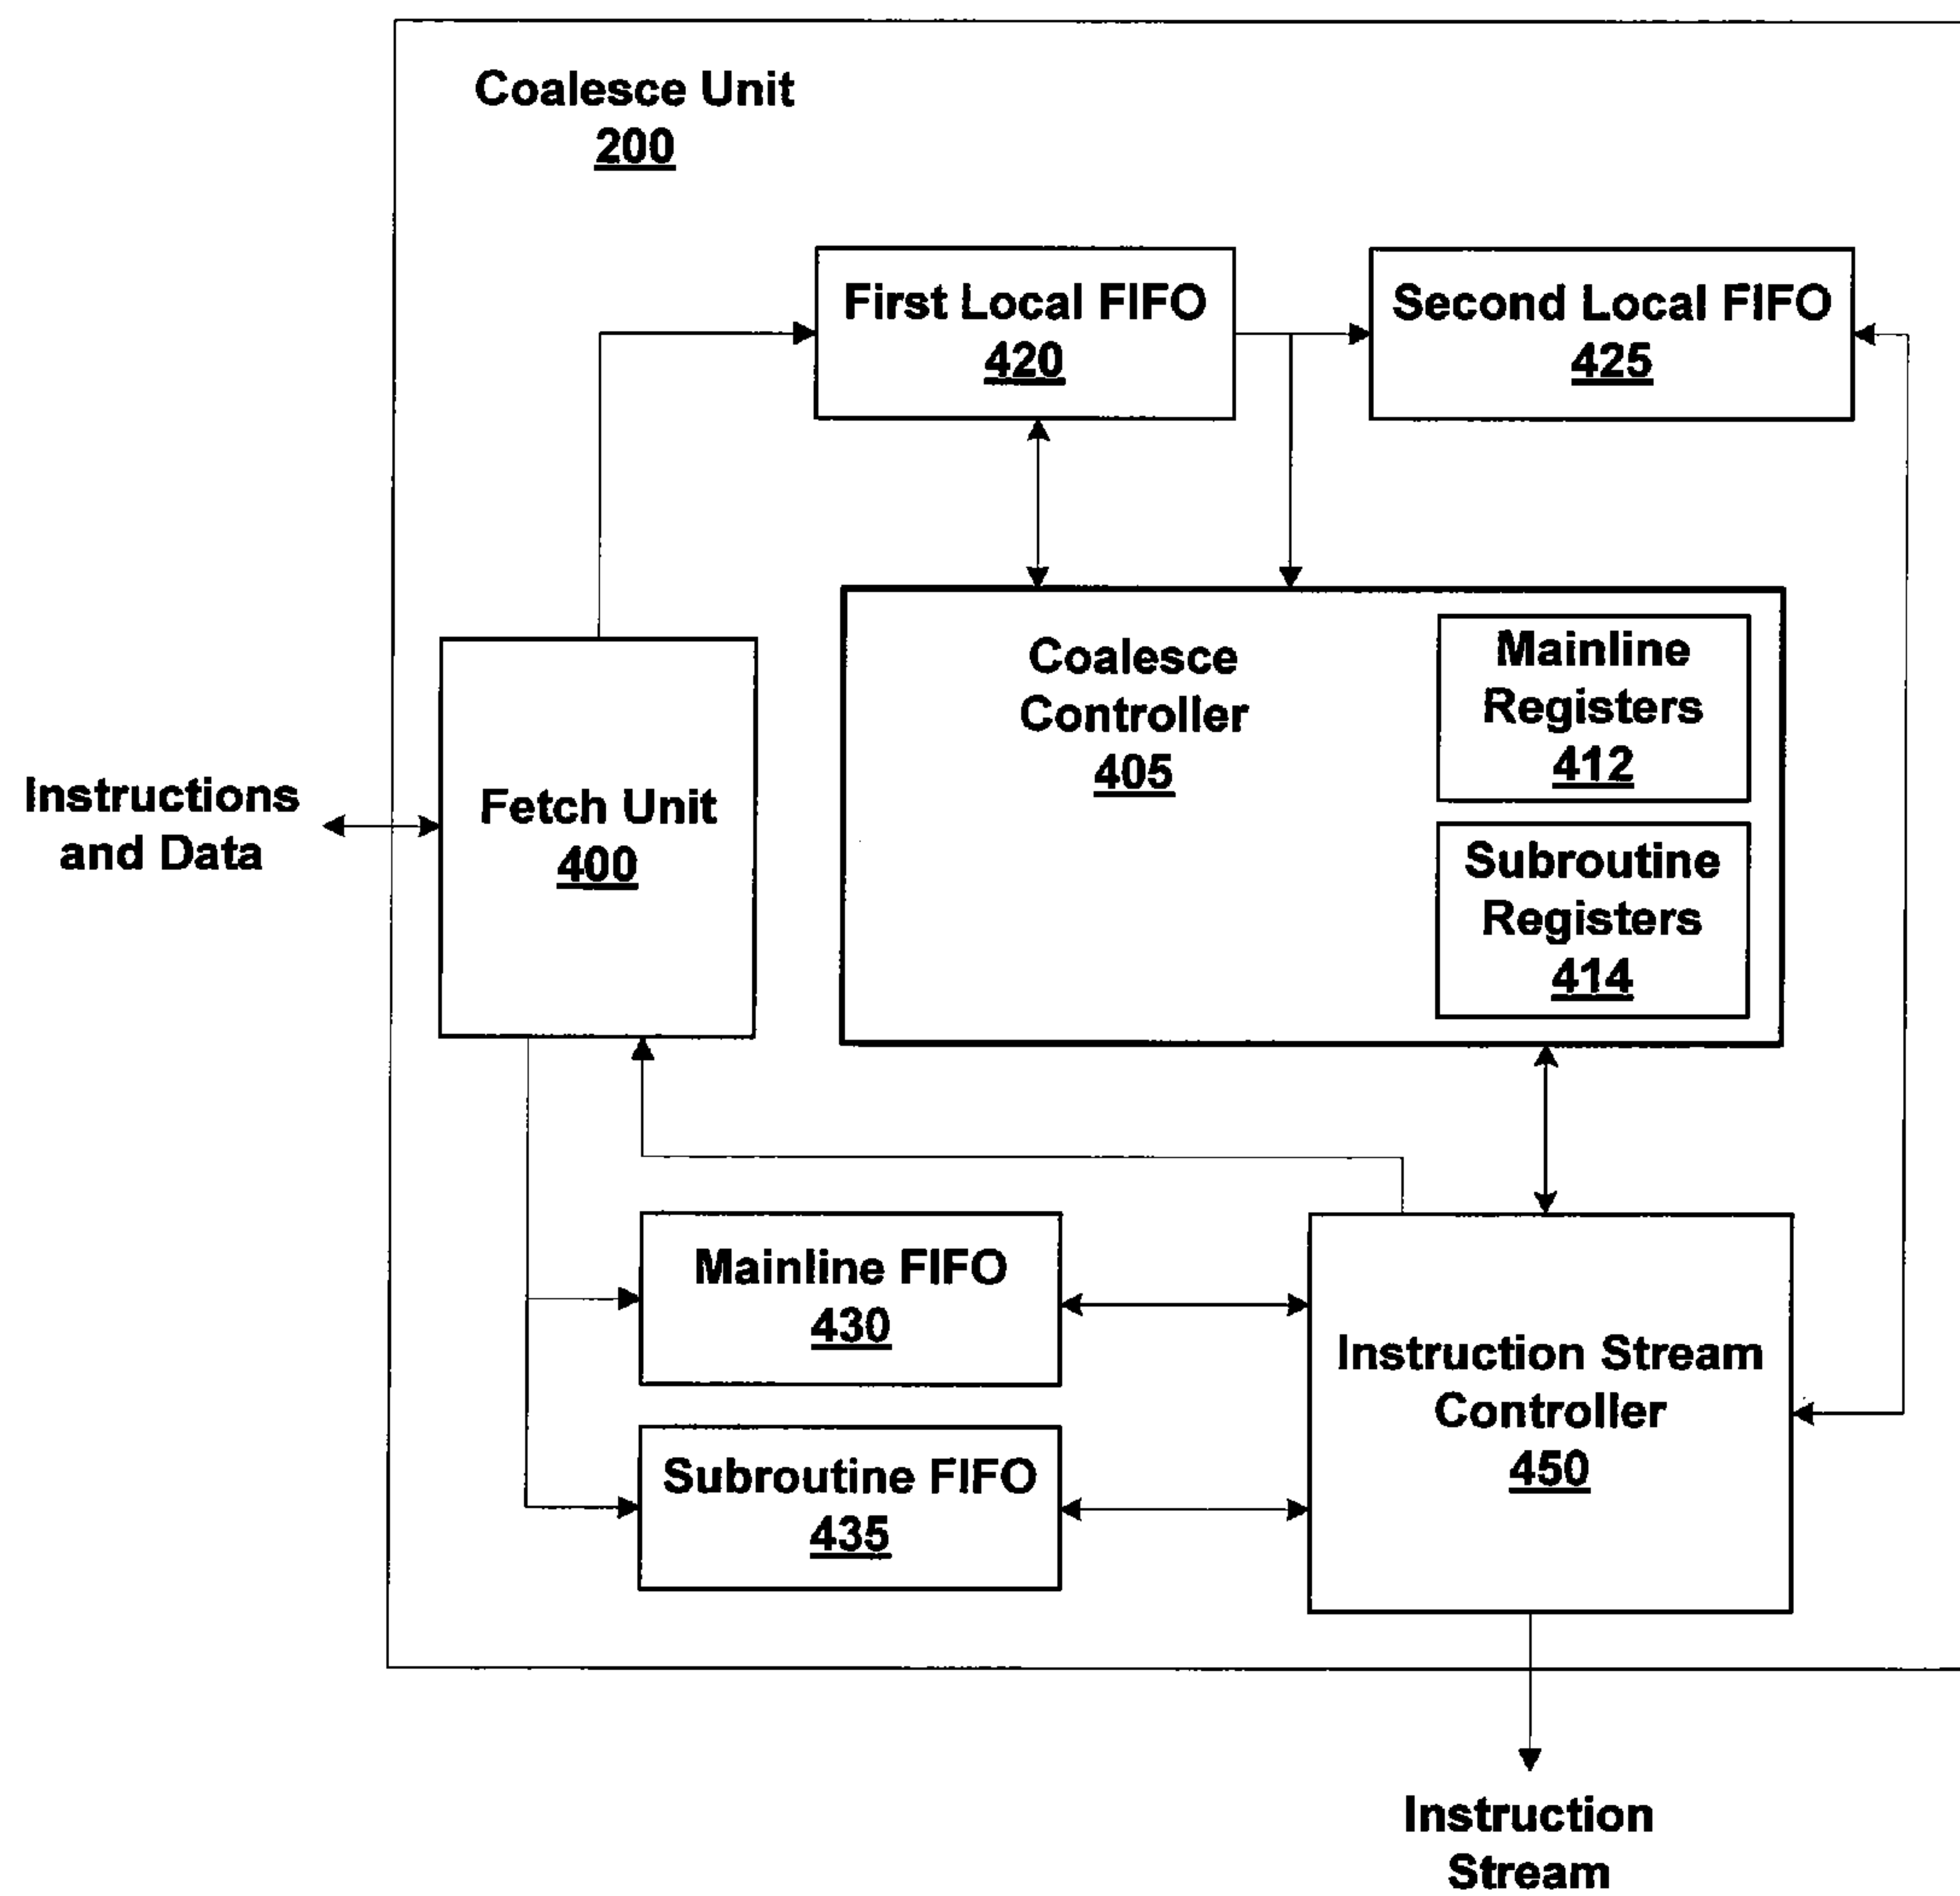 Coalesce Unit
200
First Local FIFO
420
Second Local FIFO
425
Coalesce
Controller
405
Mainline
Registers
412
Subroutine
Registers
414
Instructions
and Data
Fetch Unit
400
Mainline FIFO
430
Subroutine FIFO
435
Instruction Stream
Controller
450
Instruction
Stream